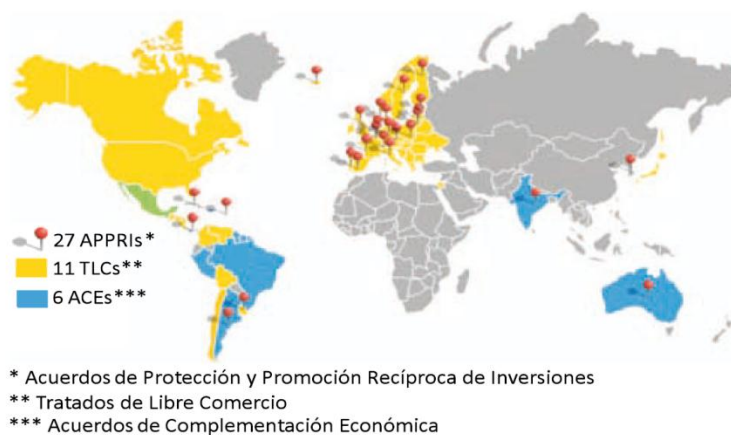 27 APPRIs*
11 TLCs**
6 ACEs***
* Acuerdos de Protección y Promoción Recíproca de Inversiones
** Tratados de Libre Comercio
*** Acuerdos de Complementación Económica